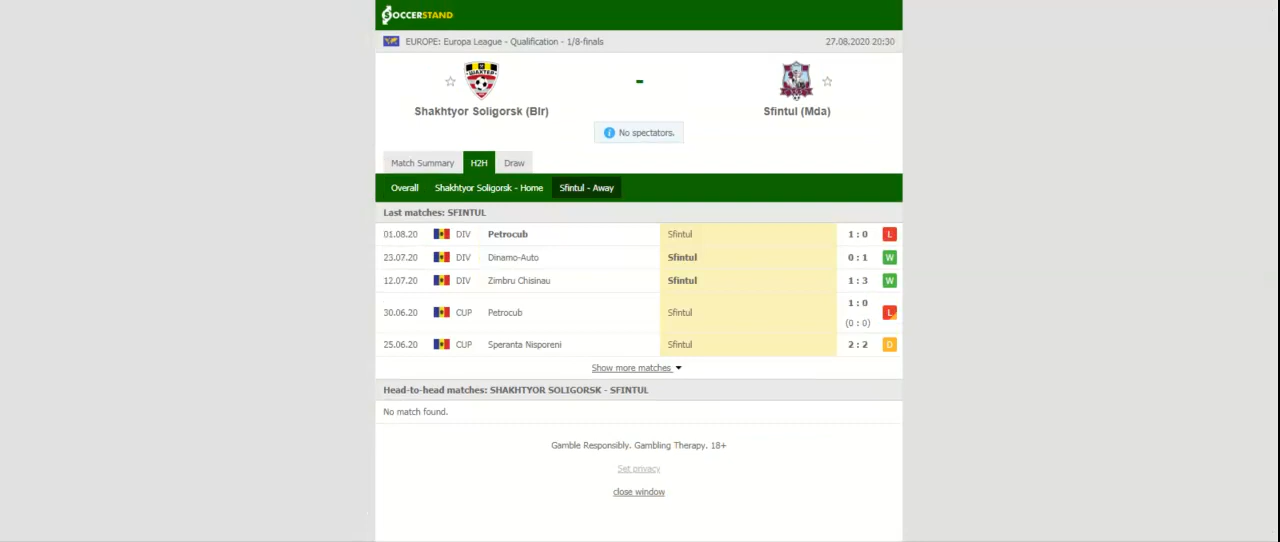 SOCCERSTAND
EUROPE: Europa League - Qualification - 1/8-finals 27.08.2020 20:30
ШАХТЕР
-
Shakhtyor Soligorsk (Blr) Sfintul (Mda)
i No spectators.
Match Summary H2H Draw
Overall Shakhtyor Soligorsk - Home Sfintul - Away
Last matches: SFINTUL
01.08.20 DIV Petrocub Sfintul 1 : 0 L
23.07.20 DIV Dinamo-Auto Sfintul 0 : 1 W
12.07.20 DIV Zimbru Chisinau Sfintul 1 : 3 W
30.06.20 CUP Petrocub Sfintul 1 : 0 L
(0 : 0)
25.06.20 CUP Speranta Nisporeni Sfintul 2 : 2 D
Show more matches
Head-to-head matches: SHAKHTYOR SOLIGORSK - SFINTUL
No match found.
Gamble Responsibly. Gambling Therapy. 18+
Set privacy
close window